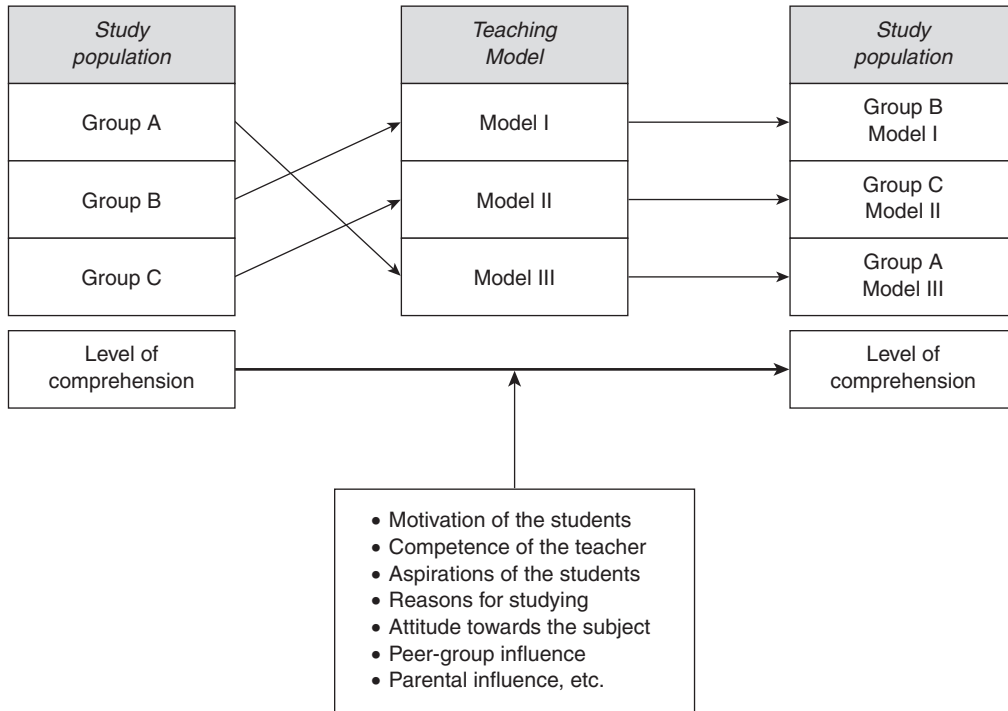 Study
population
Group A
Group B
Group C
Level of
comprehension
Teaching
Model
Model I
Model II
Model III
Study
population
Group B
Model I
Group C
Model II
Group A
Model III
Level of
comprehension
• Motivation of the students
• Competence of the teacher
• Aspirations of the students
• Reasons for studying
• Attitude towards the subject
• Peer-group influence
• Parental influence, etc.